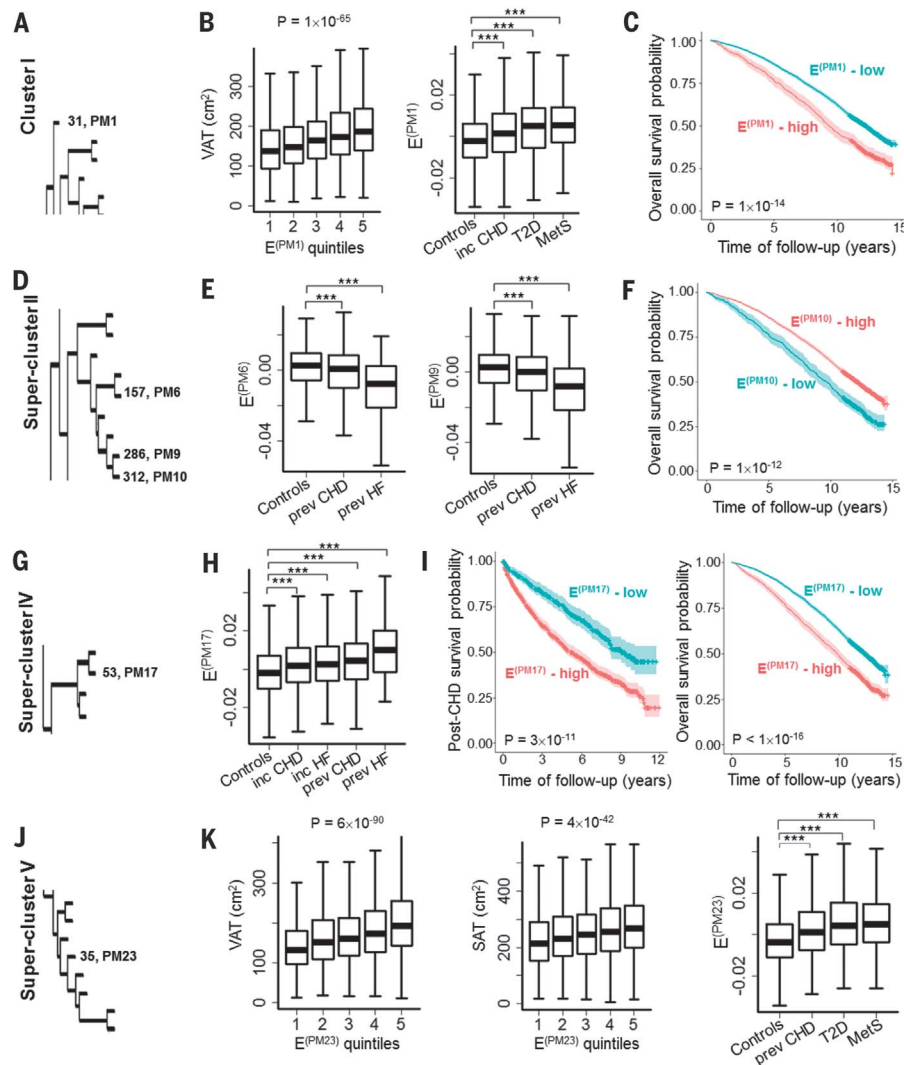 A
Cluster I
31, PM1
B
P = 1×10-65
VAT (cm2)
300
100
0
1 2 3 4 5
E(PM1) quintiles
*** 
***
***
E(PM1)
0.02
-0.02
Controls
inc CHD
T2D
MetS
C
Overall survival probability
1.00
0.75
0.50
0.25
0.00
E(PM1) - low
E(PM1) - high
P = 1×10-14
0 5 10 15
Time of follow-up (years)
D
Super-cluster II
157, PM6
286, PM9
312, PM10
E
***
***
E(PM6)
0.00
-0.04
Controls
prev CHD
prev HF
***
***
E(PM9)
0.00
-0.04
Controls
prev CHD
prev HF
F
Overall survival probability
1.00
0.75
0.50
0.25
0.00
E(PM10) - high
E(PM10) - low
P = 1×10-12
0 5 10 15
Time of follow-up (years)
G
Super-cluster IV
53, PM17
H
***
***
***
***
E(PM17)
0.02
-0.02
Controls
inc CHD
inc HF
prev CHD
prev HF
I
Post-CHD survival probability
1.00
0.75
0.50
0.25
0.00
E(PM17) - low
E(PM17) - high
P = 3×10-11
0 3 6 9 12
Time of follow-up (years)
Overall survival probability
1.00
0.75
0.50
0.25
0.00
E(PM17) - low
E(PM17) - high
P < 1×10-16
0 5 10 15
Time of follow-up (years)
J
Super-cluster V
35, PM23
K
P = 6×10-90
VAT (cm2)
300
100
0
1 2 3 4 5
E(PM23) quintiles
P = 4×10-42
SAT (cm2)
400
200
0
1 2 3 4 5
E(PM23) quintiles
***
***
***
E(PM23)
0.02
-0.02
Controls
prev CHD
T2D
MetS